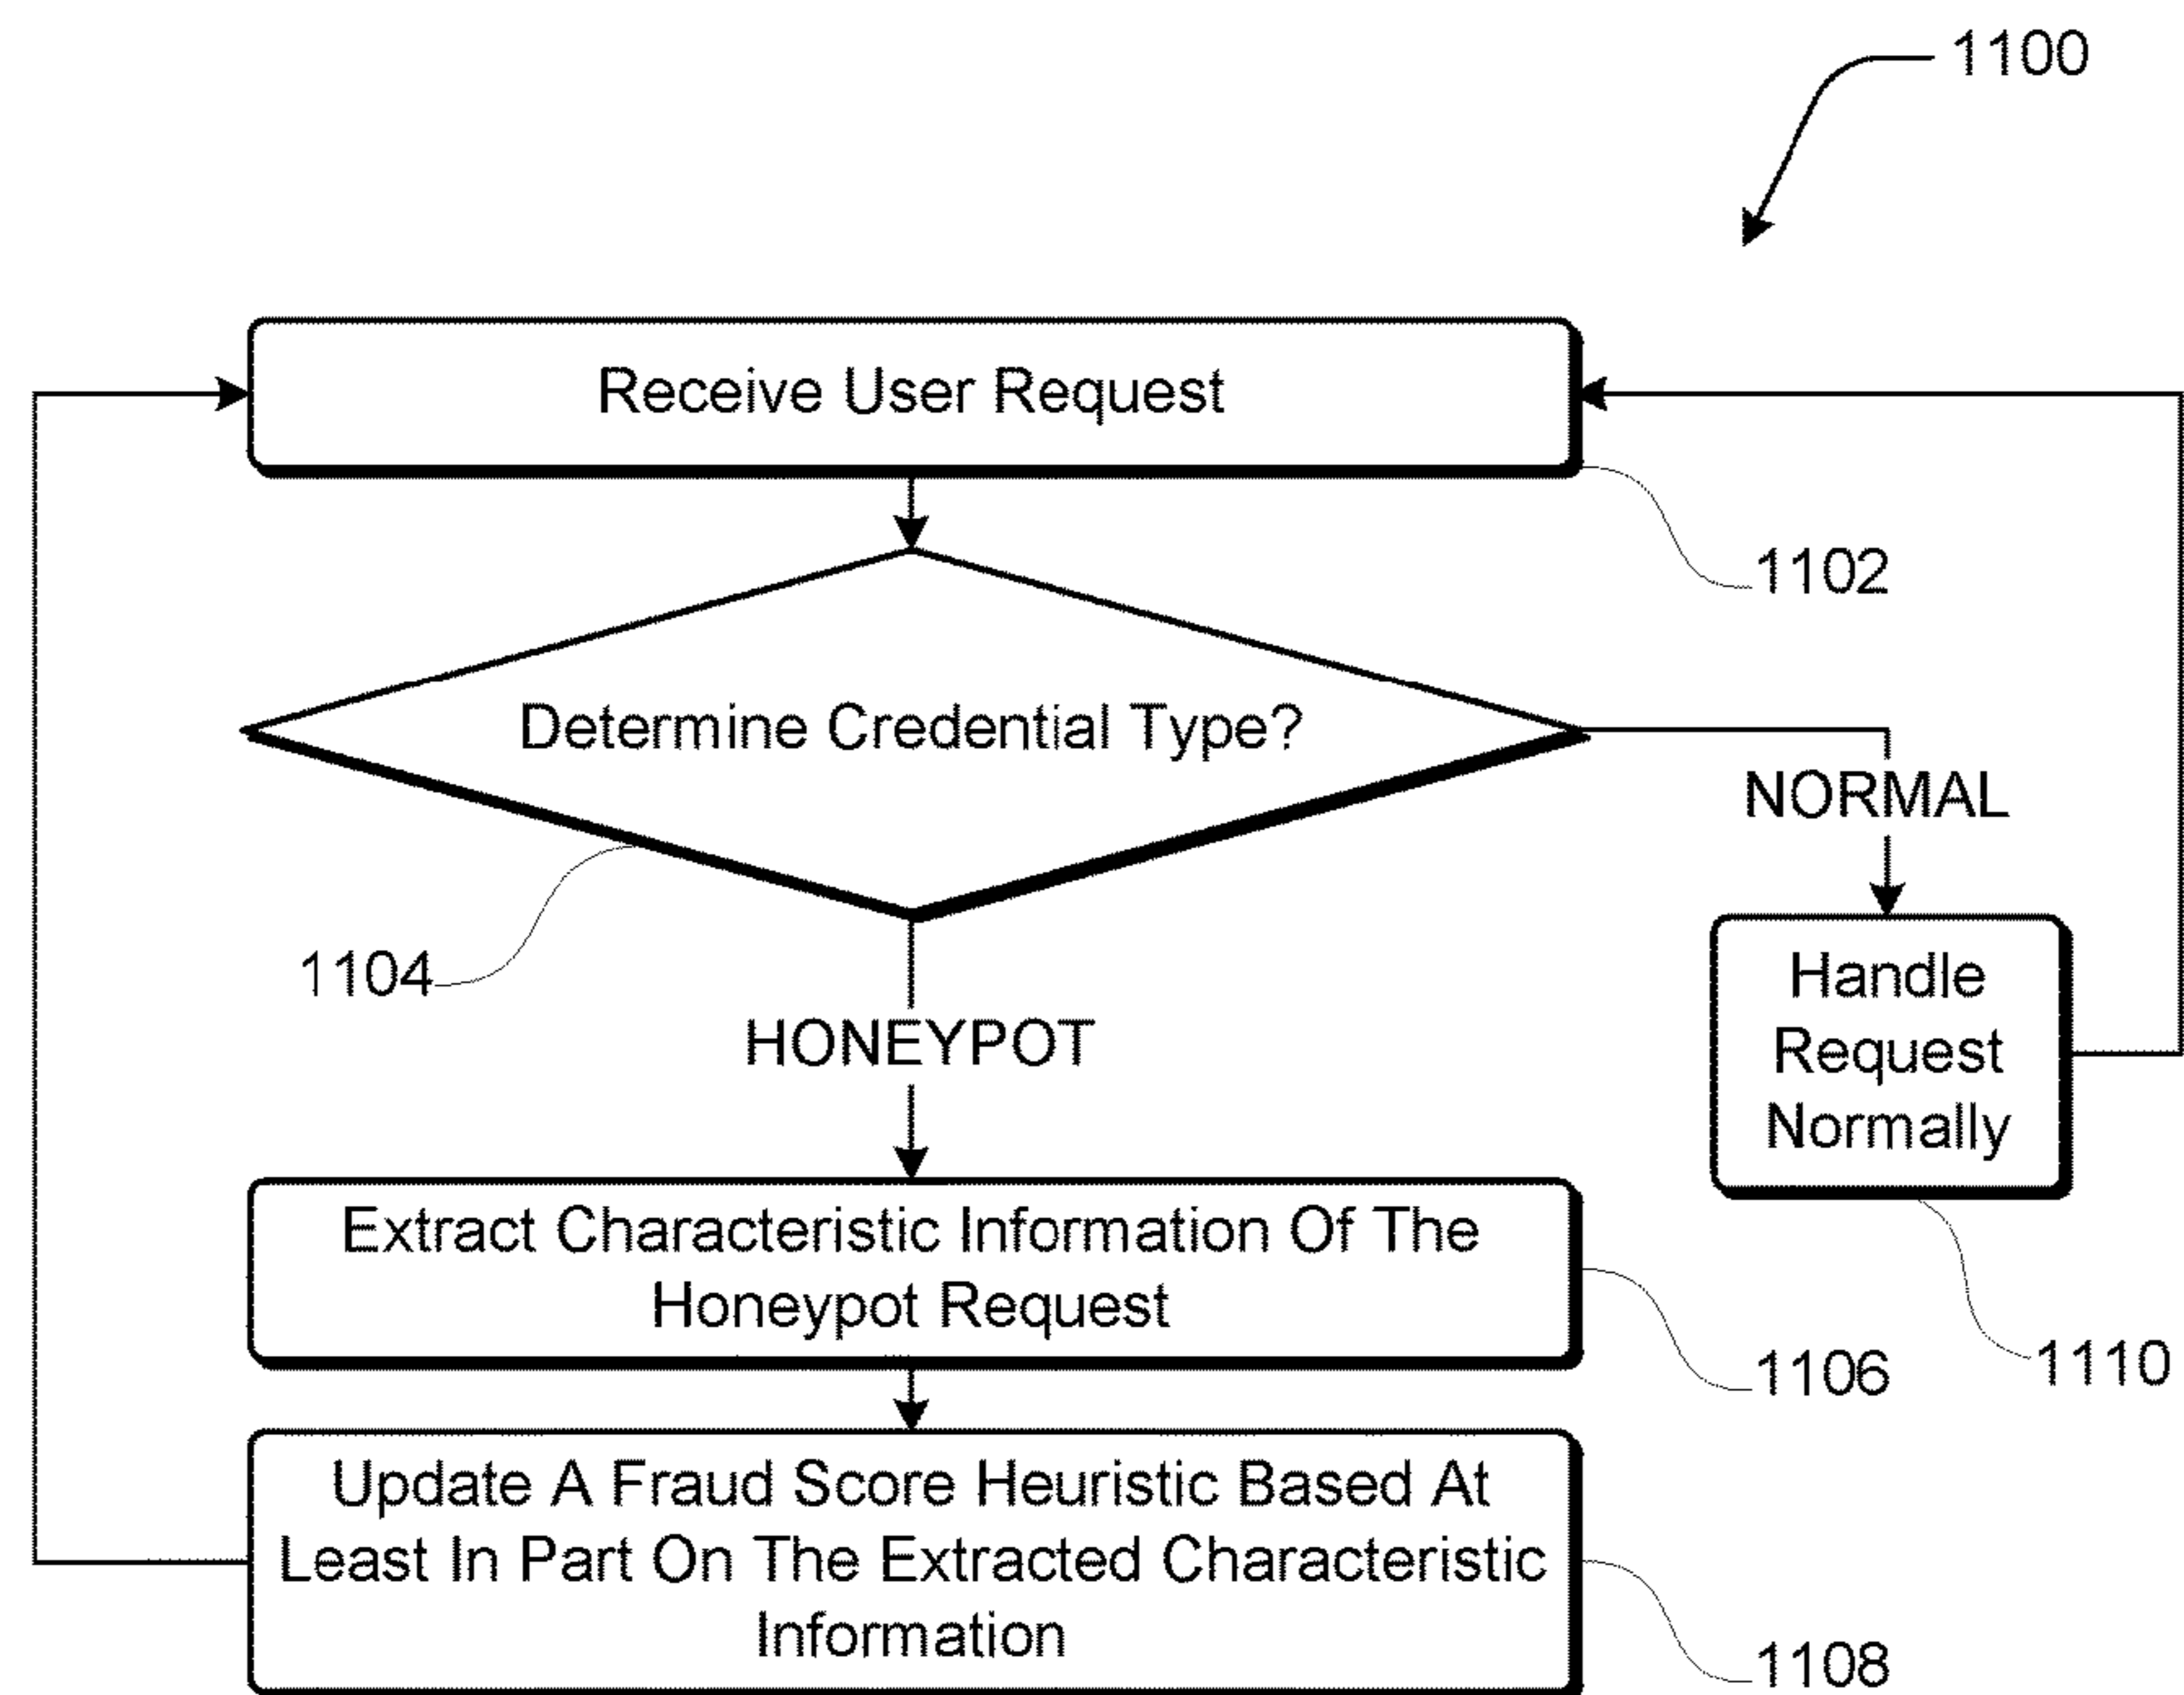 1100
Receive User Request
1102
Determine Credential Type?
NORMAL
1104
HONEYPOT
Handle
Request
Normally
Extract Characteristic Information Of The
Honeypot Request
1106
1110
Update A Fraud Score Heuristic Based At
Least In Part On The Extracted Characteristic
Information
1108